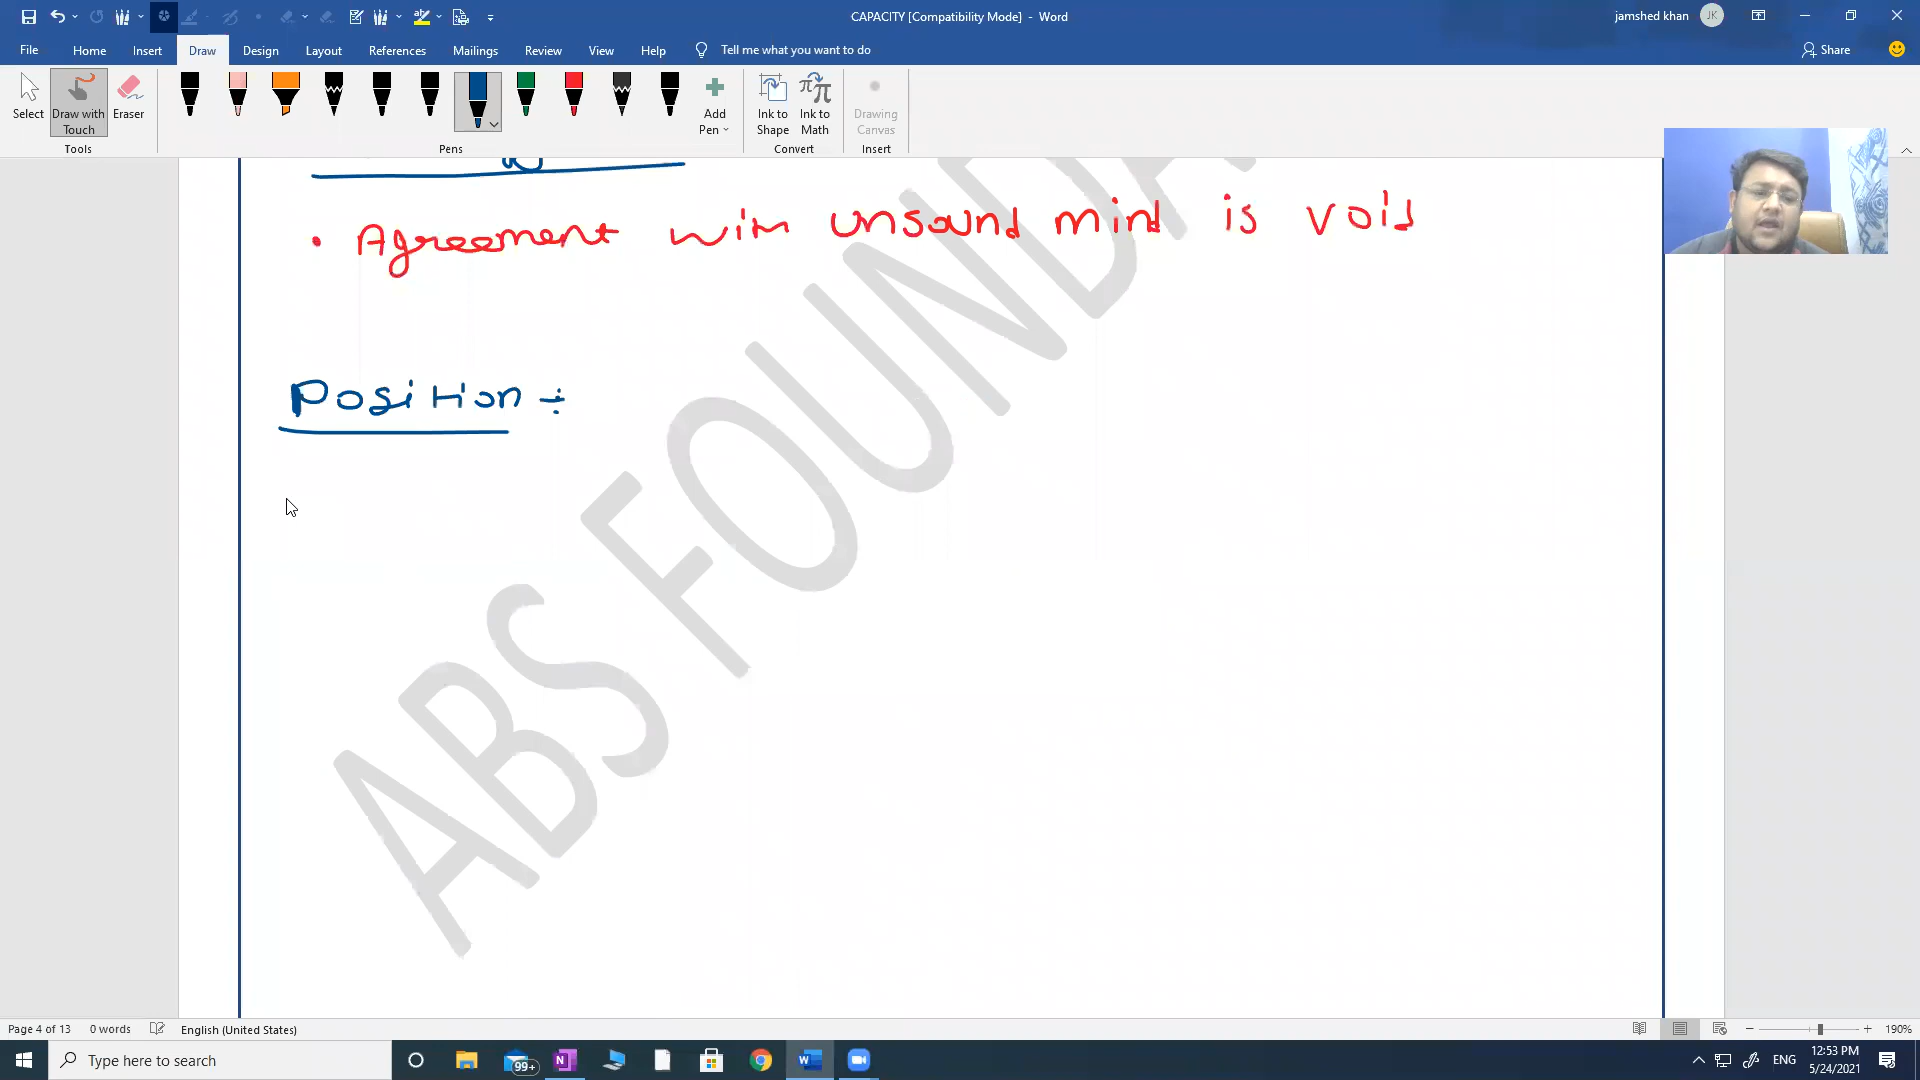 CAPACITY [Compatibility Mode] - Word
jamshed khan JK
File Home Insert Draw Design Layout References Mailings Review View Help Tell me what you want to do Share
Select Draw with Touch Eraser Add Pen Ink to Shape Ink to Math Drawing Canvas
Tools Pens Convert Insert
• Agreement with unsound mind is void
Position ÷
ABS FOUNDA
Page 4 of 13 0 words English (United States) 190%
Type here to search 99+ ENG 12:53 PM
5/24/2021